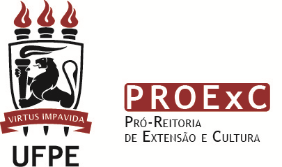 VIRTUS IMPAVIDA
UFPE
PROExC
PRÓ-REITORIA
DE EXTENSÃO E CULTURA